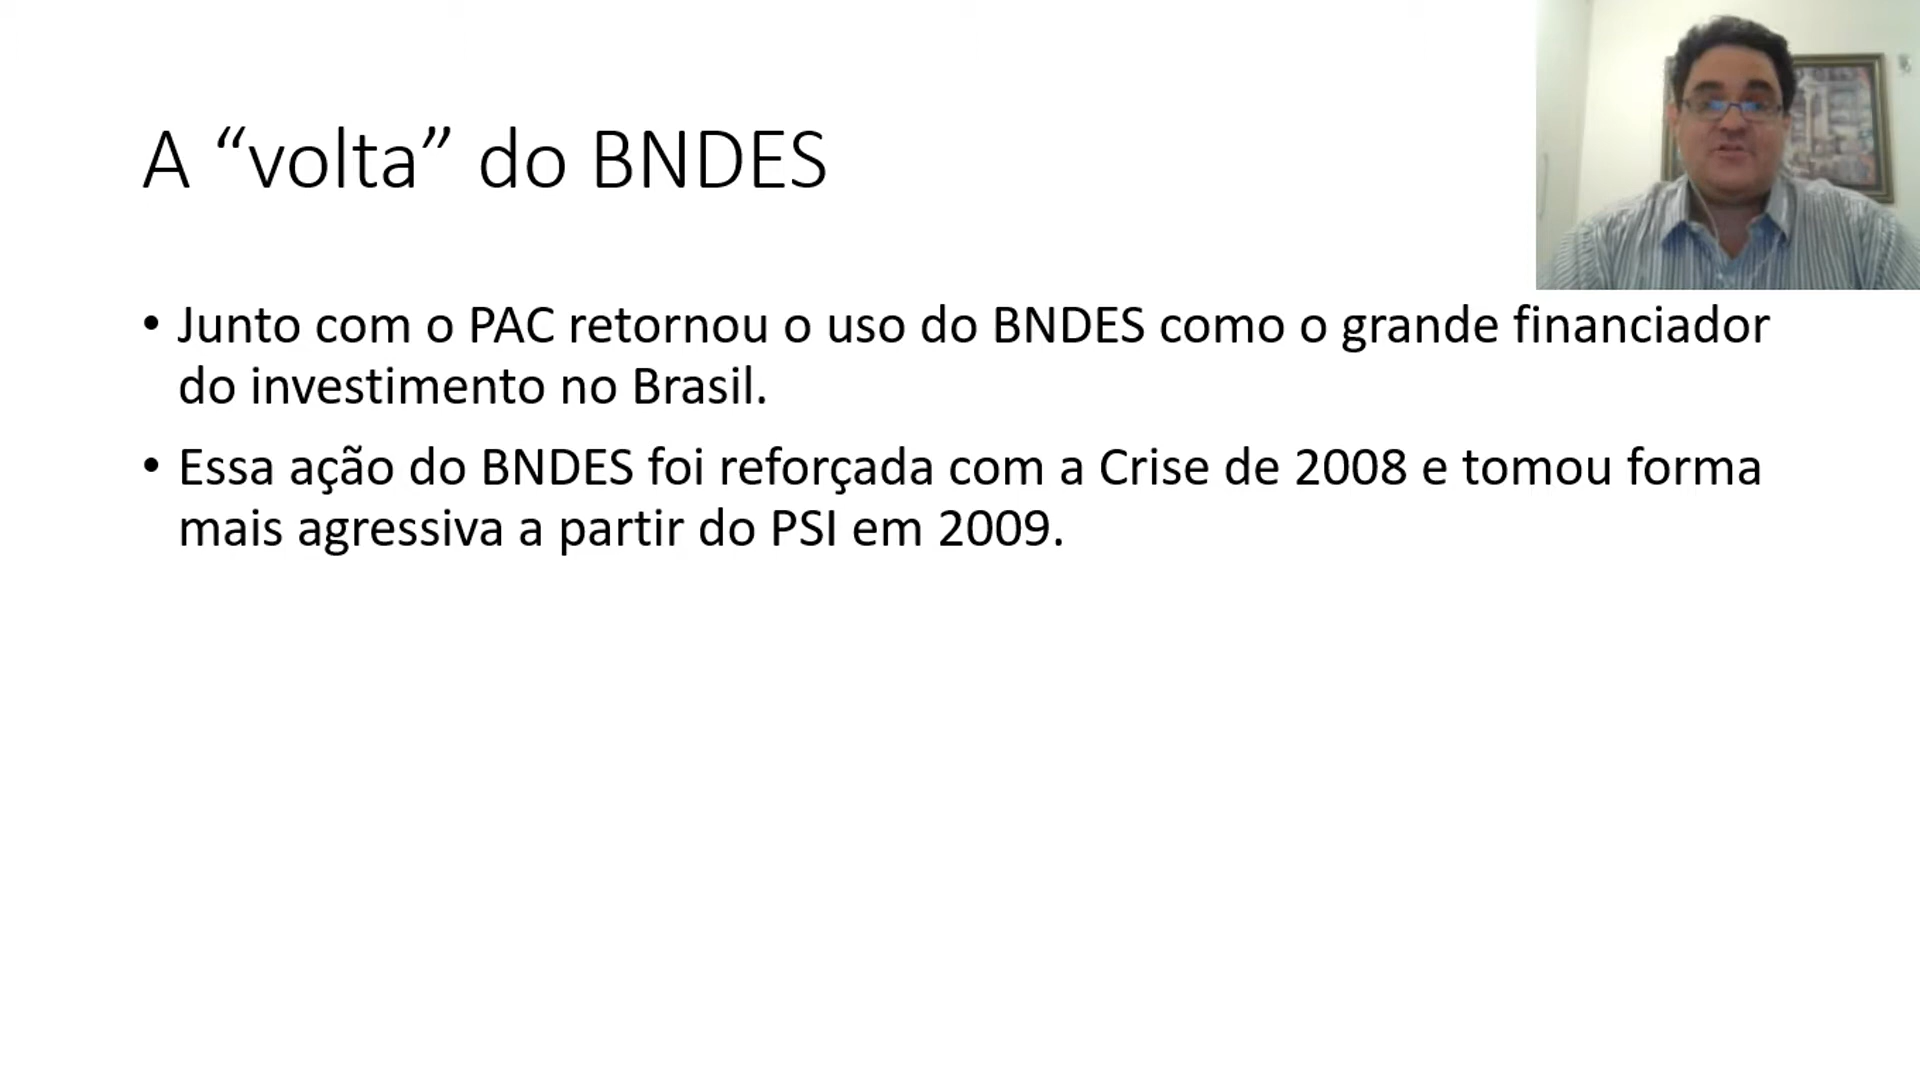 A “volta” do BNDES
• Junto com o PAC retornou o uso do BNDES como o grande financiador
do investimento no Brasil.
• Essa ação do BNDES foi reforçada com a Crise de 2008 e tomou forma
mais agressiva a partir do PSI em 2009.